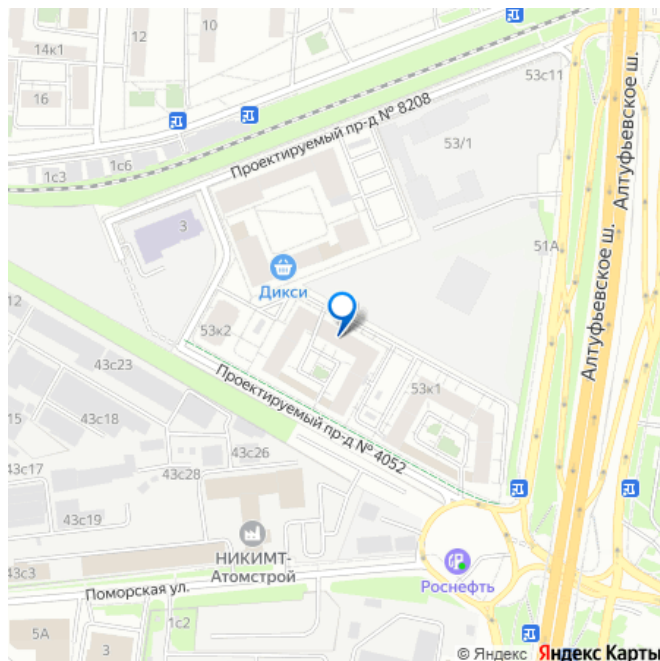 14к1
12
10
16
53с11
Алтуфьевское ш.
Алтуфьевское ш.
Проектируемый пр-д № 8208
53/1
1с6
1с3
3
51А
Дикси
12
53к2
43с23
53к1
15
43с18
Проектируемый пр-д № 4052
43с26
43с17
43с28
43с19
НИКИМТ-
Атомстрой
43с3
Роснефть
Поморская ул.
1с2
5А
3
© Яндекс Яндекс Карты